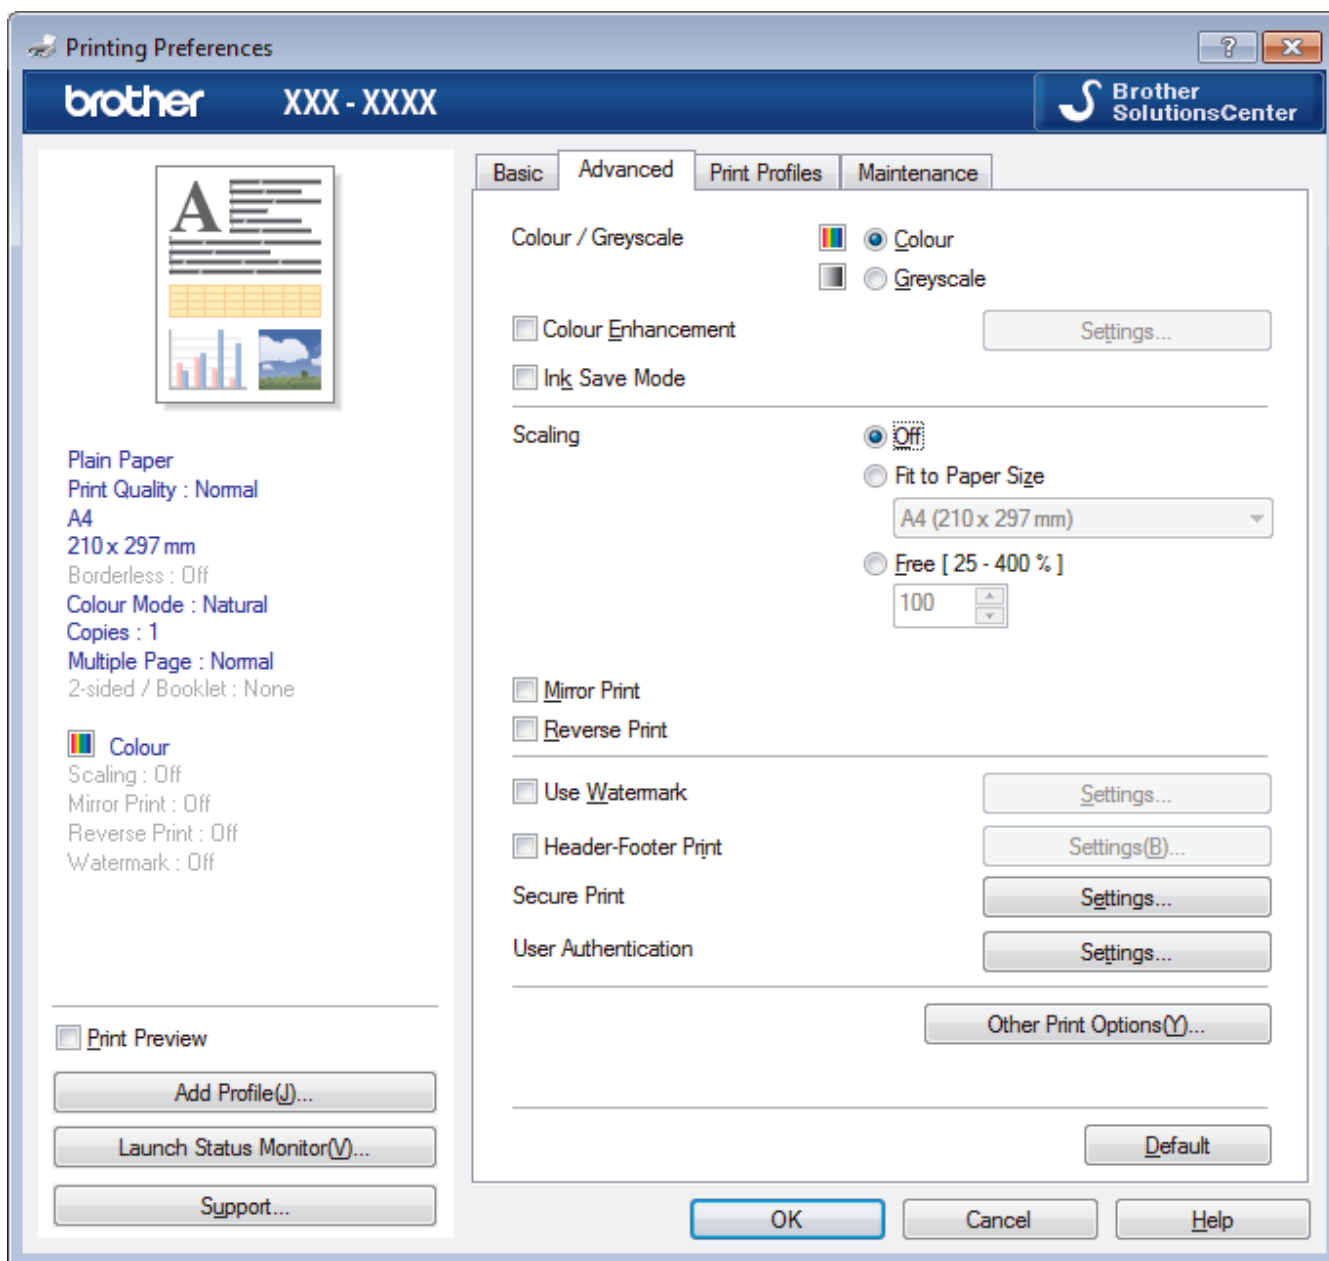 Printing Preferences
brother XXX - XXXX
Brother
SolutionsCenter
A
Plain Paper
Print Quality : Normal
A4
210 x 297 mm
Borderless : Off
Colour Mode : Natural
Copies : 1
Multiple Page : Normal
2-sided / Booklet : None
Colour
Scaling : Off
Mirror Print : Off
Reverse Print : Off
Watermark : Off
Print Preview
Add Profile(J)...
Launch Status Monitor(V)...
Support...
Basic Advanced Print Profiles Maintenance
Colour / Greyscale Colour
Greyscale
Colour Enhancement Settings...
Ink Save Mode
Scaling Off
Fit to Paper Size
A4 (210 x 297 mm)
Free [ 25 - 400 % ]
100
Mirror Print
Reverse Print
Use Watermark Settings...
Header-Footer Print Settings(B)...
Secure Print Settings...
User Authentication Settings...
Other Print Options(Y)...
Default
OK Cancel Help